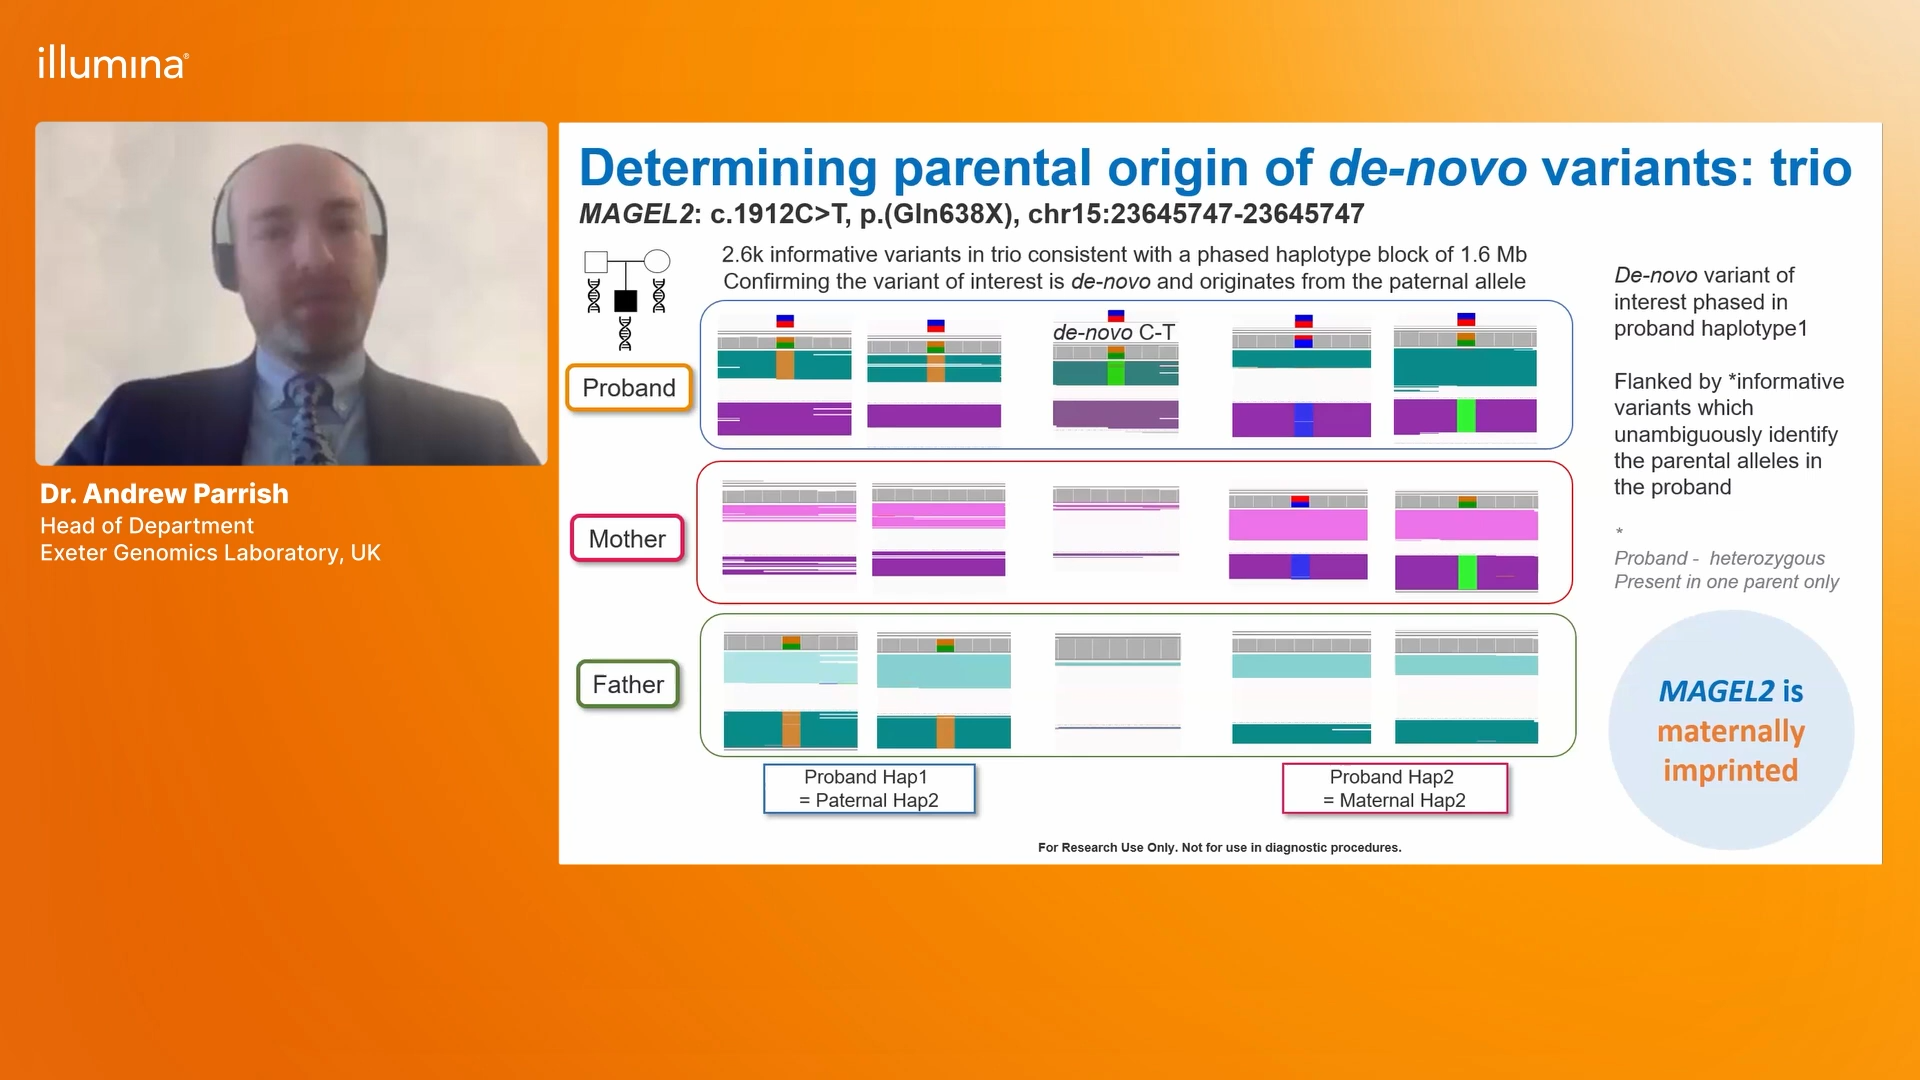 illumina®
Dr. Andrew Parrish
Head of Department
Exeter Genomics Laboratory, UK
Determining parental origin of de-novo variants: trio
MAGEL2: c.1912C>T, p.(Gln638X), chr15:23645747-23645747
2.6k informative variants in trio consistent with a phased haplotype block of 1.6 Mb
Confirming the variant of interest is de-novo and originates from the paternal allele
de-novo C-T
Proband
Mother
Father
Proband Hap1
= Paternal Hap2
Proband Hap2
= Maternal Hap2
De-novo variant of
interest phased in
proband haplotype1
Flanked by *informative
variants which
unambiguously identify
the parental alleles in
the proband
*
Proband - heterozygous
Present in one parent only
MAGEL2 is
maternally
imprinted
For Research Use Only. Not for use in diagnostic procedures.